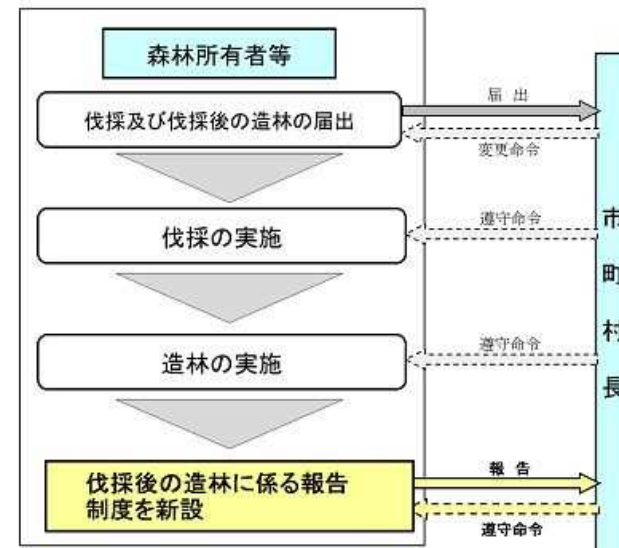 森林所有者等
伐採及び伐採後の造林の届出
届 出
変更命令
伐採の実施
遵守命令
造林の実施
遵守命令
伐採後の造林に係る報告
制度を新設
報 告
遵守命令
市
町
村
長